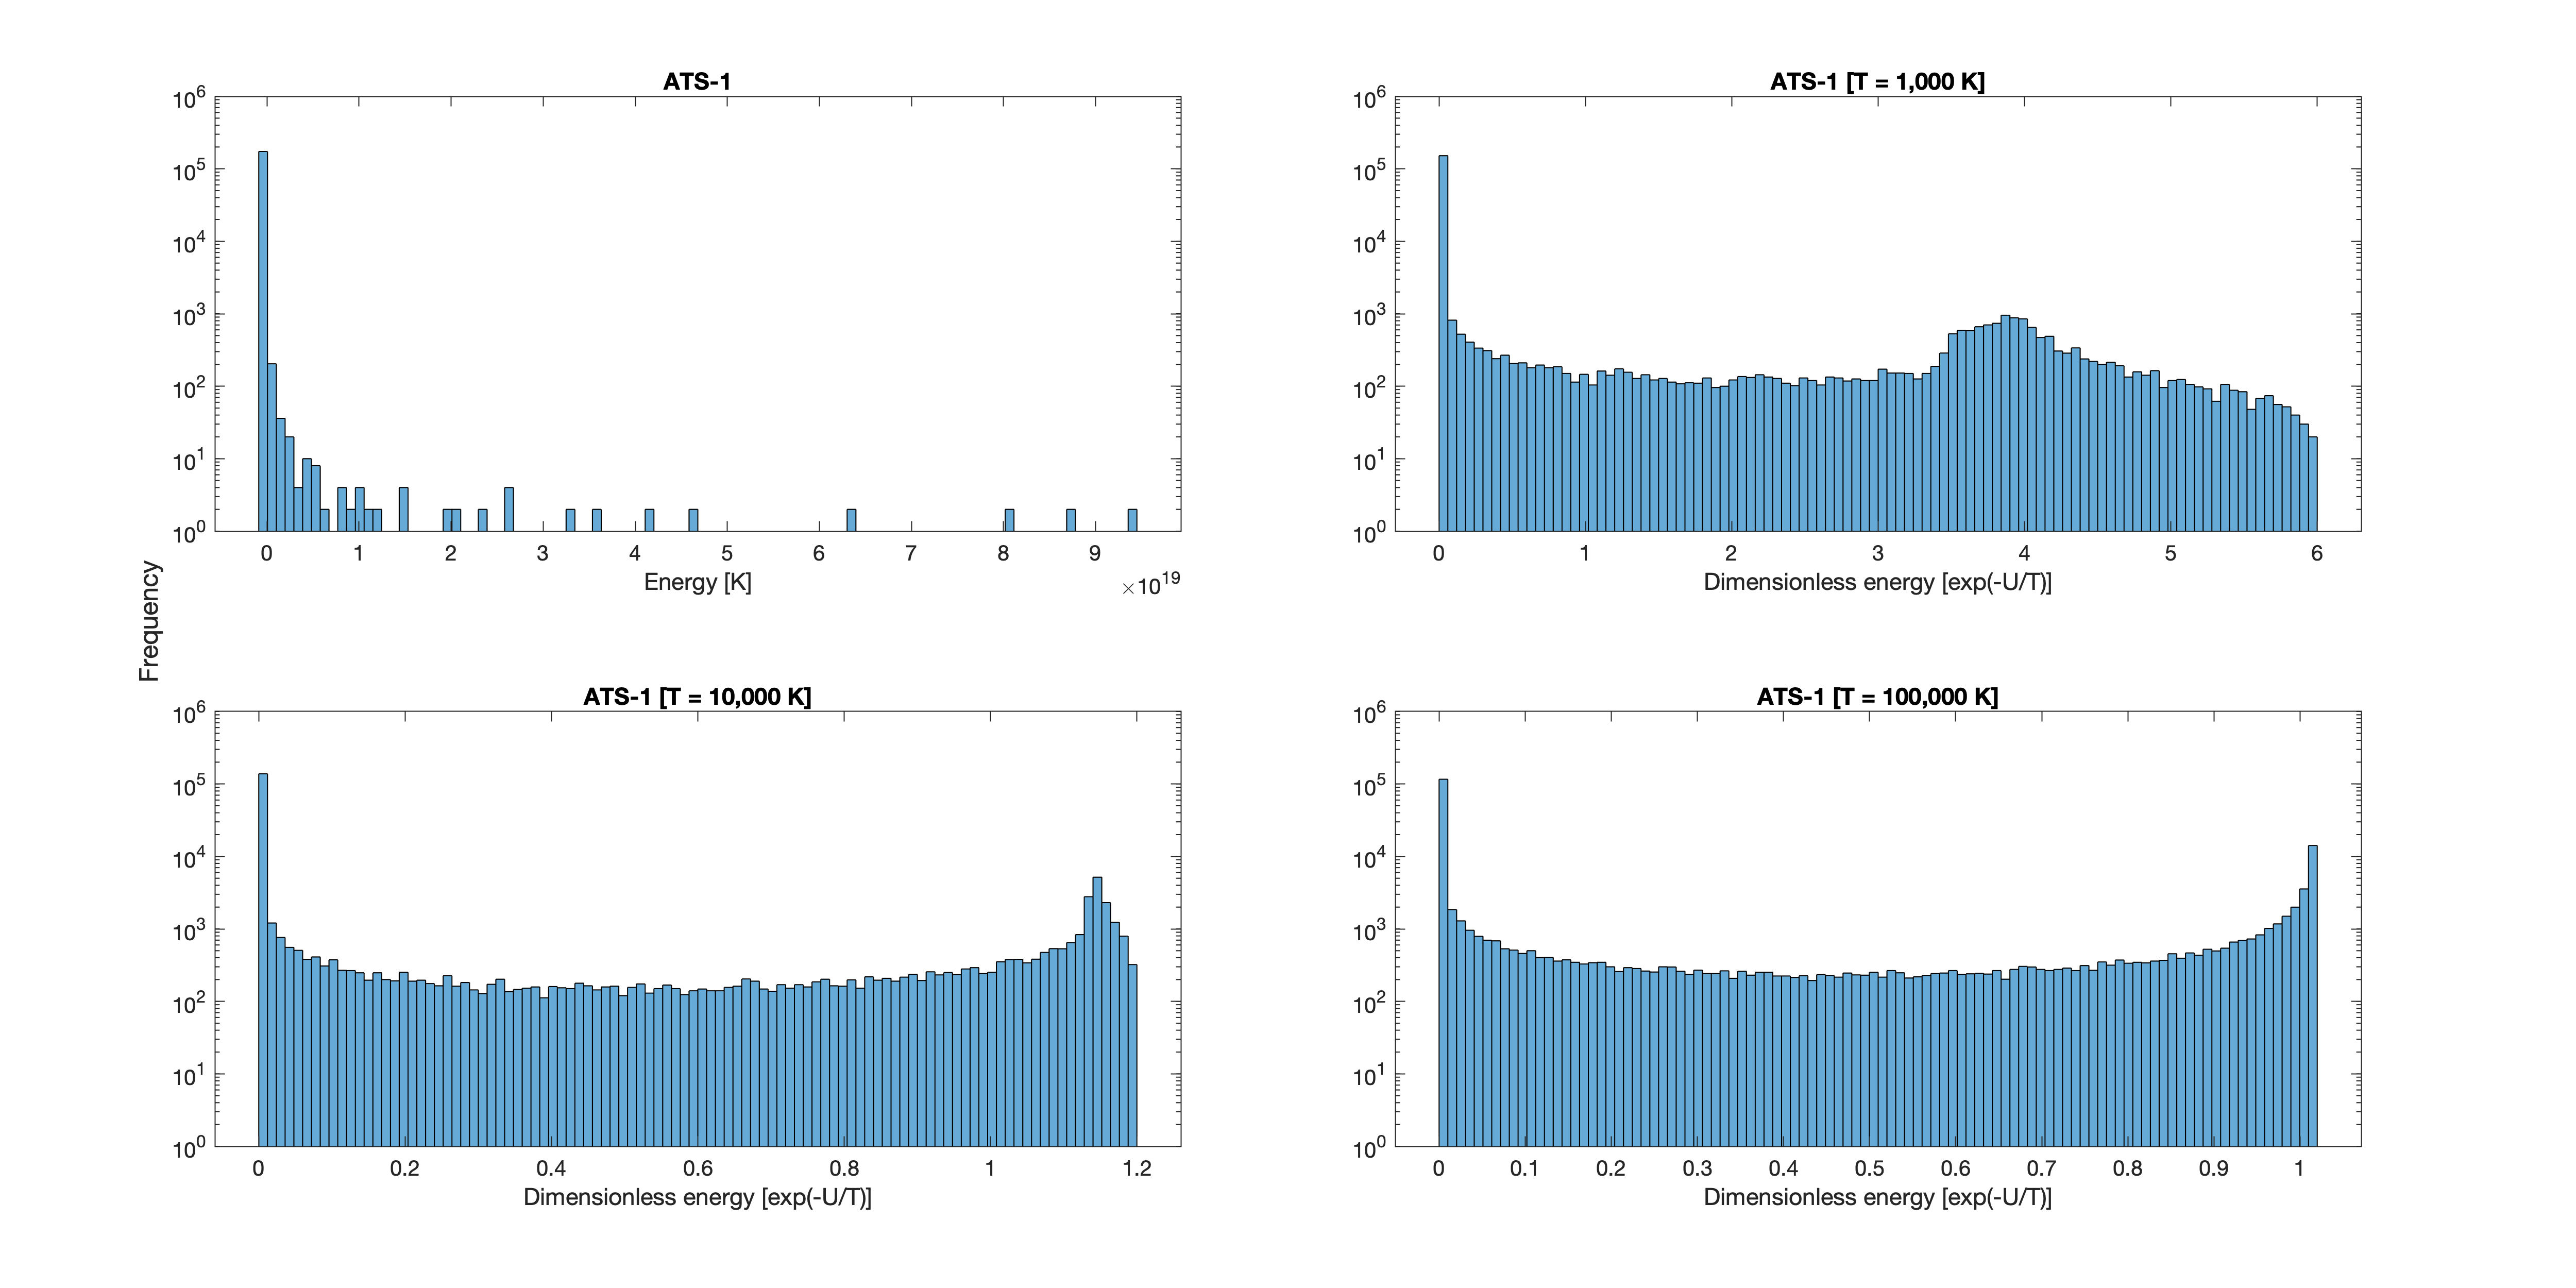 ATS-1
10^6
10^5
10^4
10^3
10^2
10^1
10^0
0 1 2 3 4 5 6 7 8 9
Energy [K]
×10^19
ATS-1 [T = 1,000 K]
10^6
10^5
10^4
10^3
10^2
10^1
10^0
0 1 2 3 4 5 6
Dimensionless energy [exp(-U/T)]
Frequency
ATS-1 [T = 10,000 K]
10^6
10^5
10^4
10^3
10^2
10^1
10^0
0 0.2 0.4 0.6 0.8 1 1.2
Dimensionless energy [exp(-U/T)]
ATS-1 [T = 100,000 K]
10^6
10^5
10^4
10^3
10^2
10^1
10^0
0 0.1 0.2 0.3 0.4 0.5 0.6 0.7 0.8 0.9 1
Dimensionless energy [exp(-U/T)]